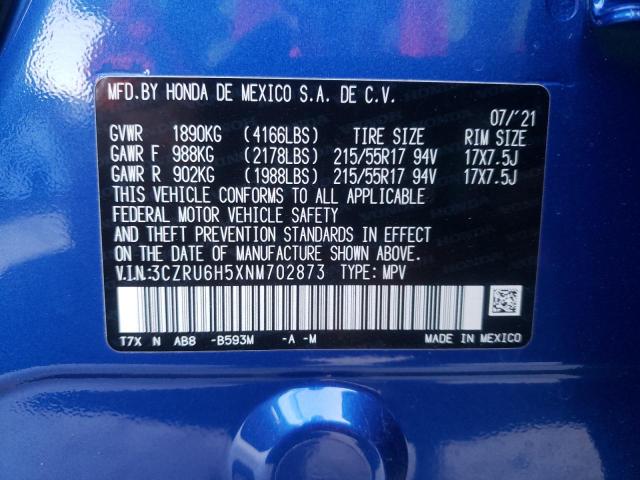 MFD.BY HONDA DE MEXICO S.A. DE C.V.
07/'21
GVWR 1890KG (4166LBS) TIRE SIZE RIM SIZE
GAWR F 988KG (2178LBS) 215/55R17 94V 17X7.5J
GAWR R 902KG (1988LBS) 215/55R17 94V 17X7.5J
THIS VEHICLE CONFORMS TO ALL APPLICABLE
FEDERAL MOTOR VEHICLE SAFETY
AND THEFT PREVENTION STANDARDS IN EFFECT
ON THE DATE OF MANUFACTURE SHOWN ABOVE.
V.I.N.:3CZRU6H5XNM702873 TYPE: MPV
T7X N AB8 -B593M -A -M MADE IN MEXICO